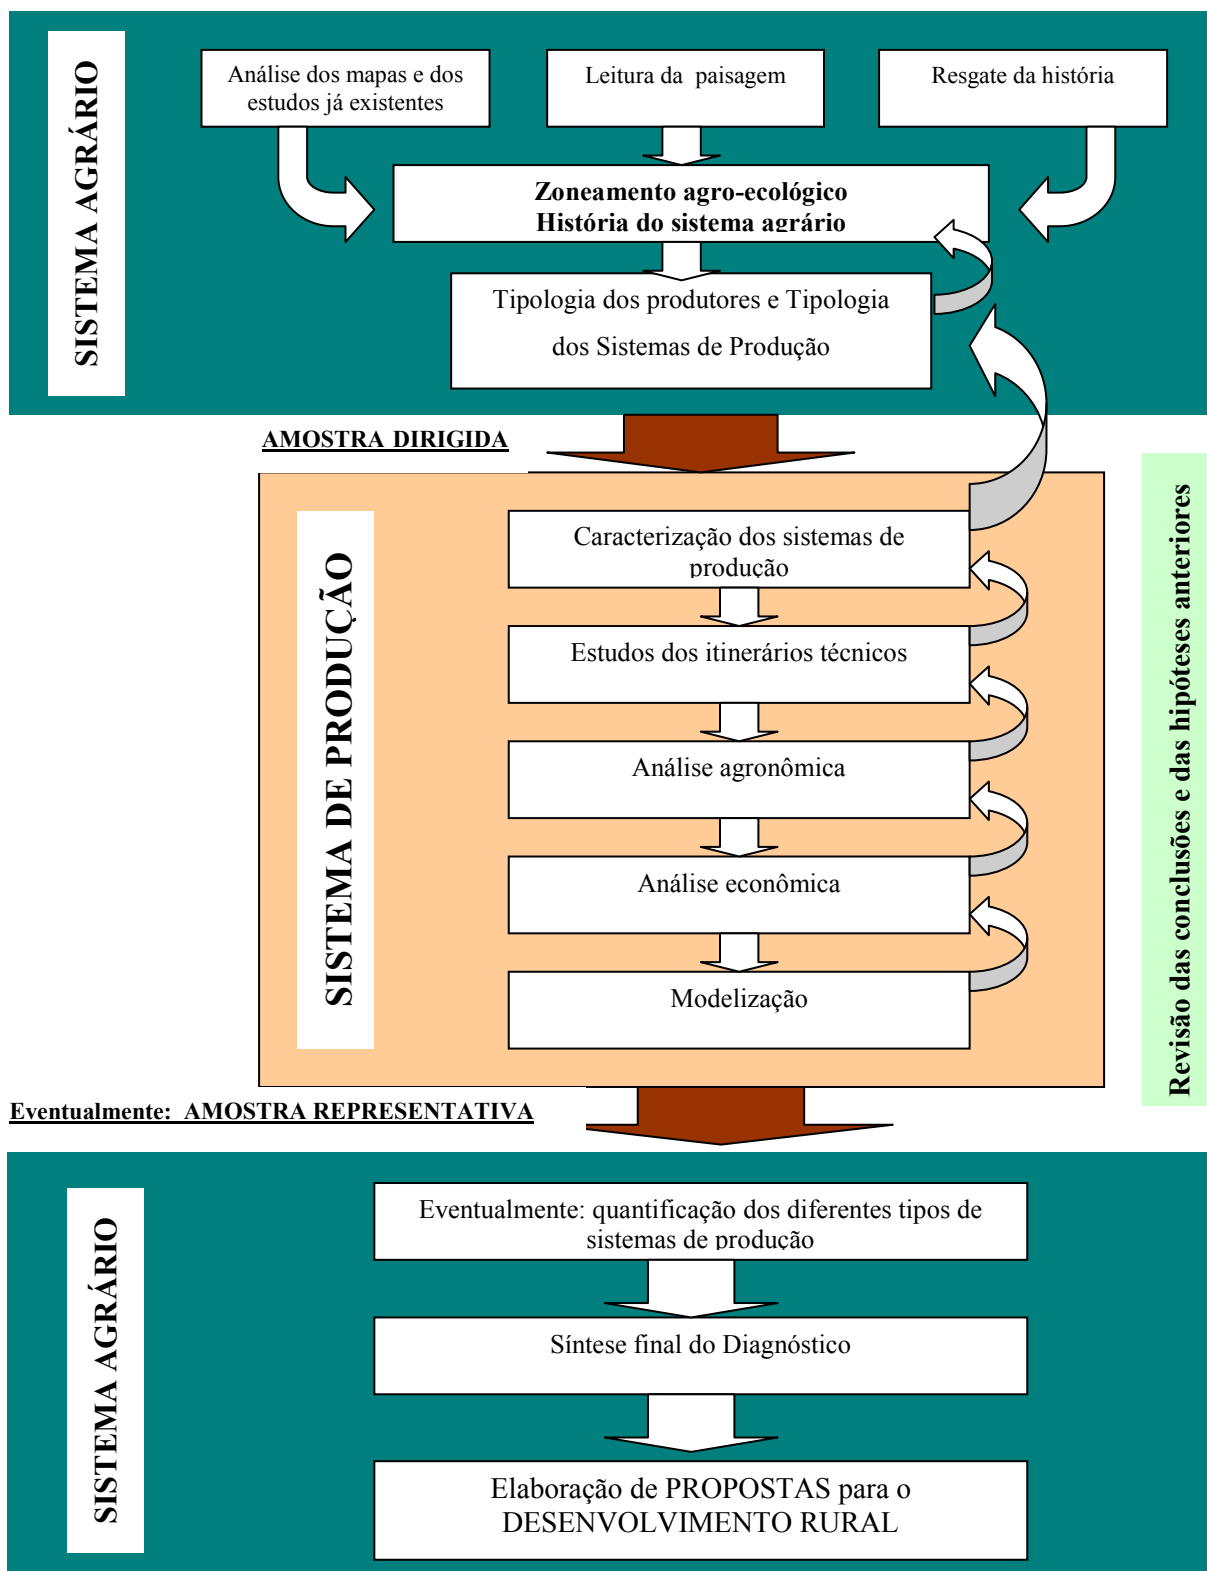 SISTEMA AGRÁRIO
Análise dos mapas e dos
estudos já existentes
Leitura da paisagem
Resgate da história
Zoneamento agro-ecológico
História do sistema agrário
Tipologia dos produtores e Tipologia
dos Sistemas de Produção
AMOSTRA DIRIGIDA
SISTEMA DE PRODUÇÃO
Caracterização dos sistemas de
produção
Estudos dos itinerários técnicos
Análise agronômica
Análise econômica
Modelização
Revisão das conclusões e das hipóteses anteriores
Eventualmente: AMOSTRA REPRESENTATIVA
SISTEMA AGRÁRIO
Eventualmente: quantificação dos diferentes tipos de
sistemas de produção
Síntese final do Diagnóstico
Elaboração de PROPOSTAS para o
DESENVOLVIMENTO RURAL